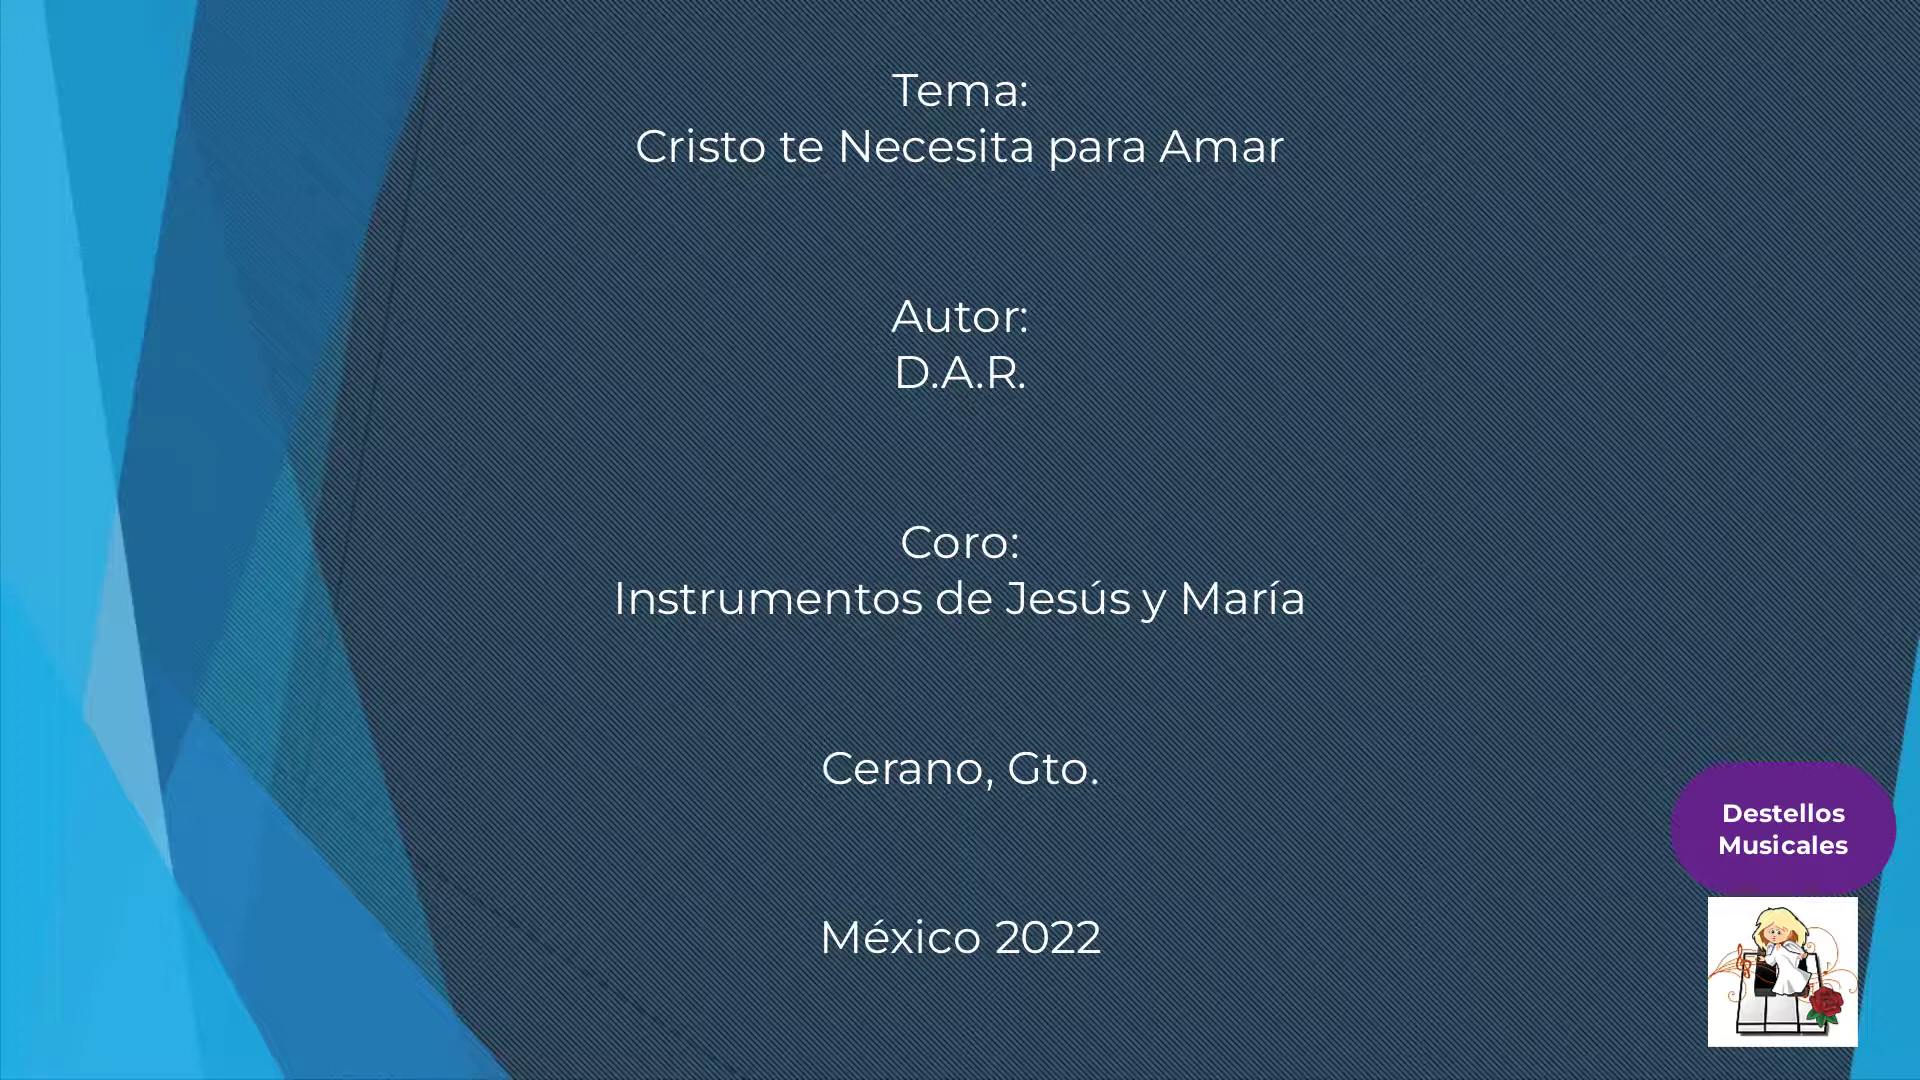 Tema:
Cristo te Necesita para Amar
Autor:
D.A.R.
Coro:
Instrumentos de Jesús y María
Cerano, Gto.
México 2022
Destellos
Musicales